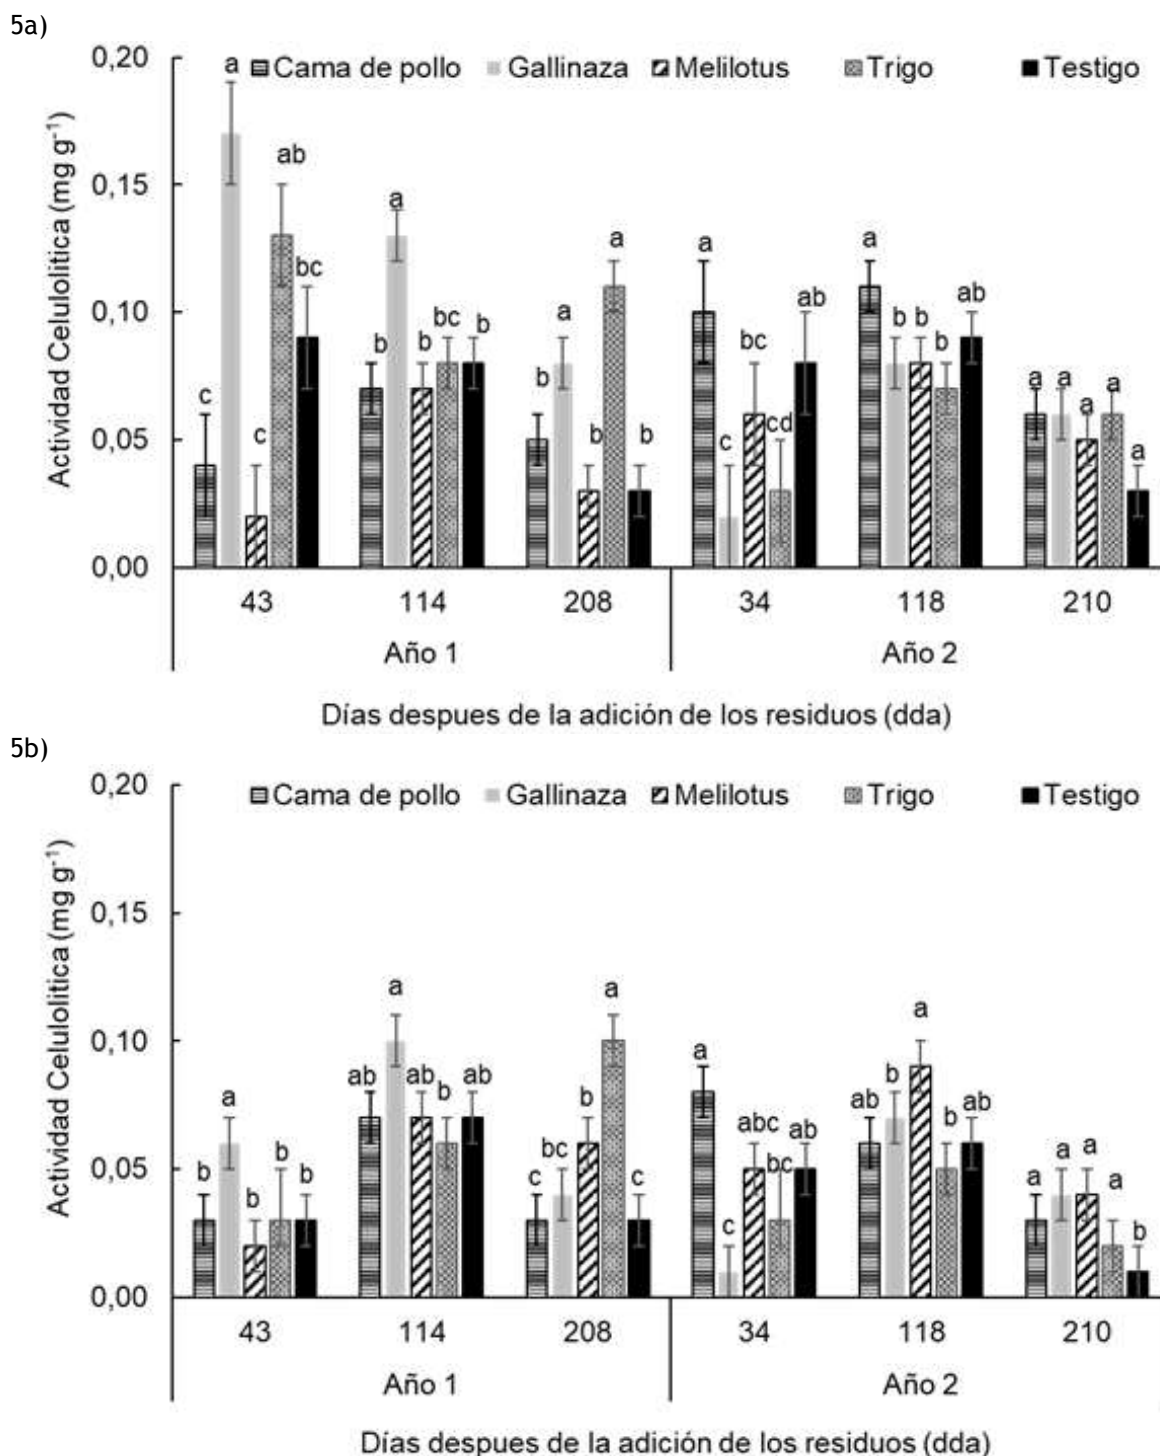 5a)
0,20
Cama de pollo Gallinaza Melilotus Trigo Testigo
a
ab
0,15
a
bc
a
a
a
ab
a
ab
0,10
b b bc b
a
b b b
bc
c
c
b
b
b
c
cd
a a a a
a
0,05
0,00
Actividad Celulolitica (mg g-1)
43 114 208 34 118 210
Año 1 Año 2
Días despues de la adición de los residuos (dda)
5b)
0,20
Cama de pollo Gallinaza Melilotus Trigo Testigo
0,15
a
a
a
0,10
a
ab ab b ab
b
a
abc
ab
ab b
b
ab
b
b
b
b
bc
c
c
bc
c
a a a a
b
0,05
0,00
Actividad Celulolitica (mg g-1)
43 114 208 34 118 210
Año 1 Año 2
Días despues de la adición de los residuos (dda)